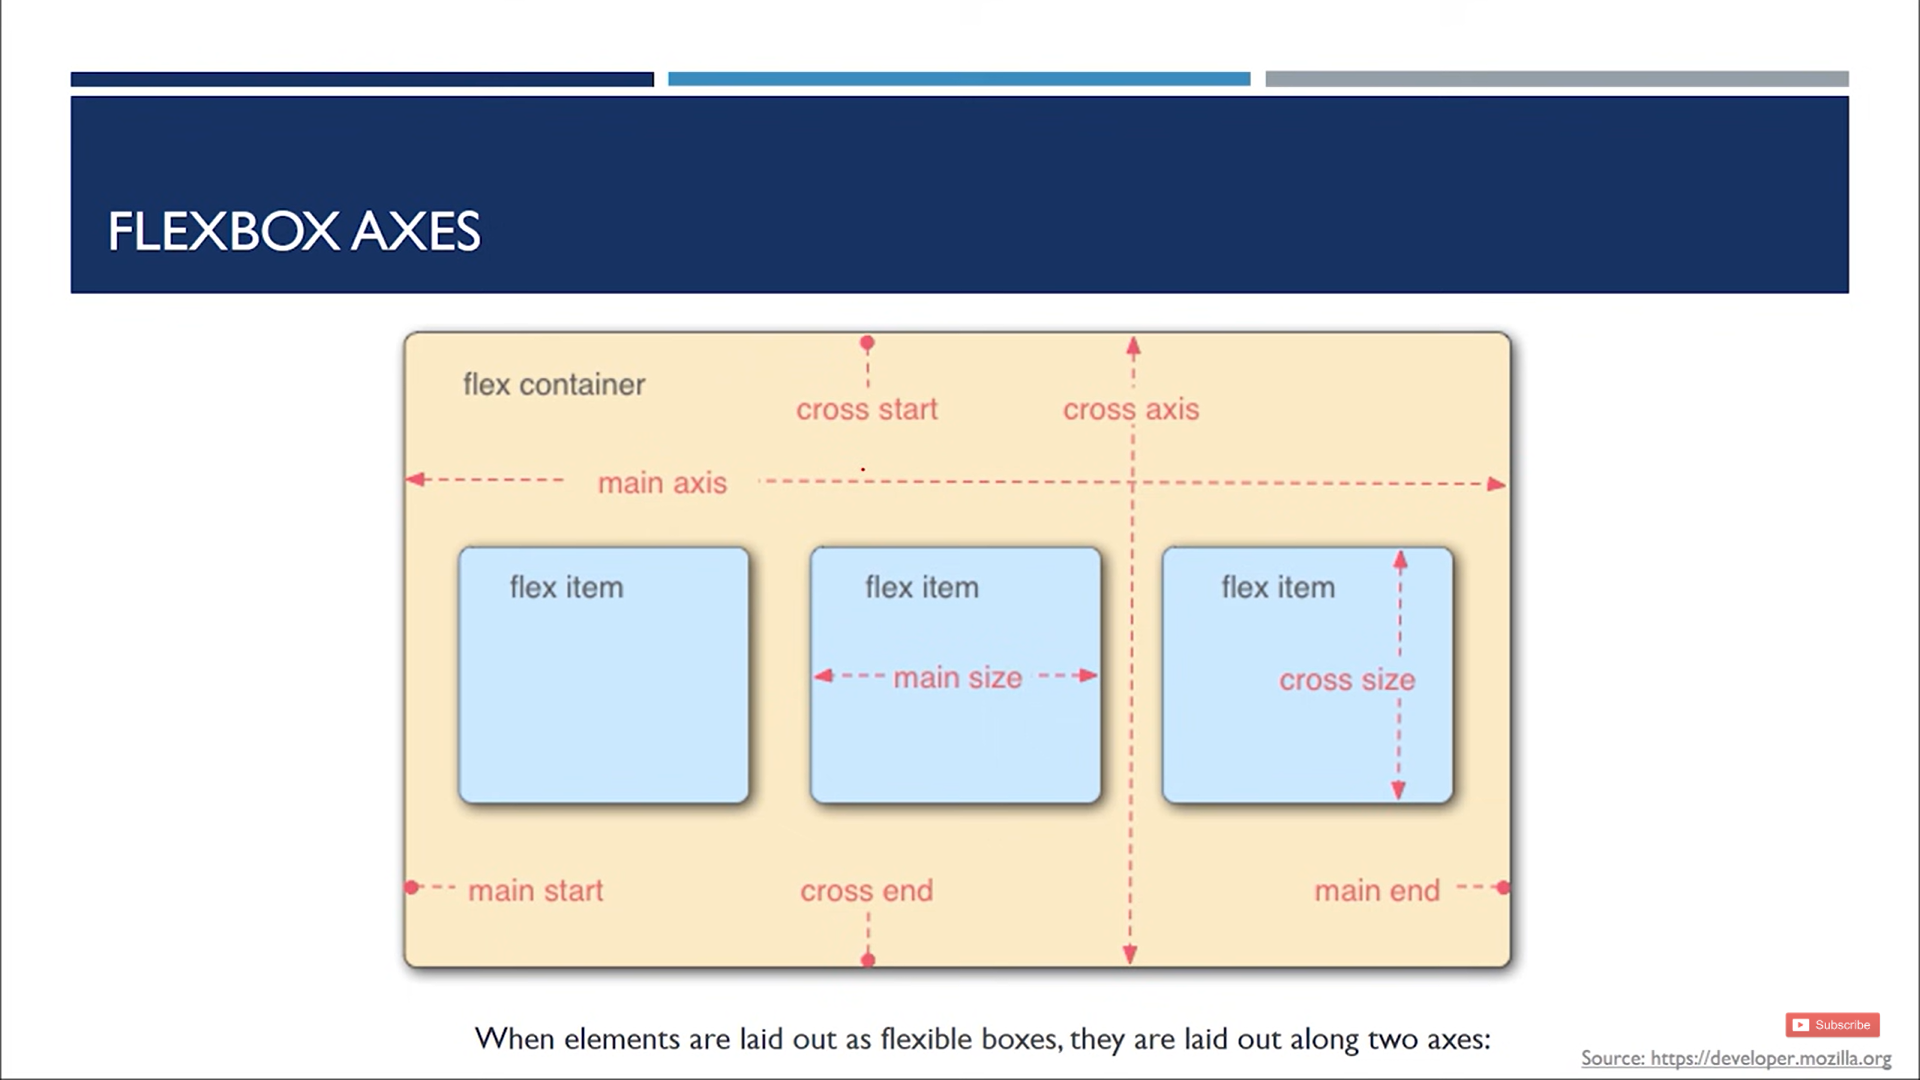 FLEXBOX AXES
flex container
cross start
cross axis
main axis
flex item
flex item
flex item
main size
cross size
main start
cross end
main end
When elements are laid out as flexible boxes, they are laid out along two axes:
Subscribe
Source: https://developer.mozilla.org